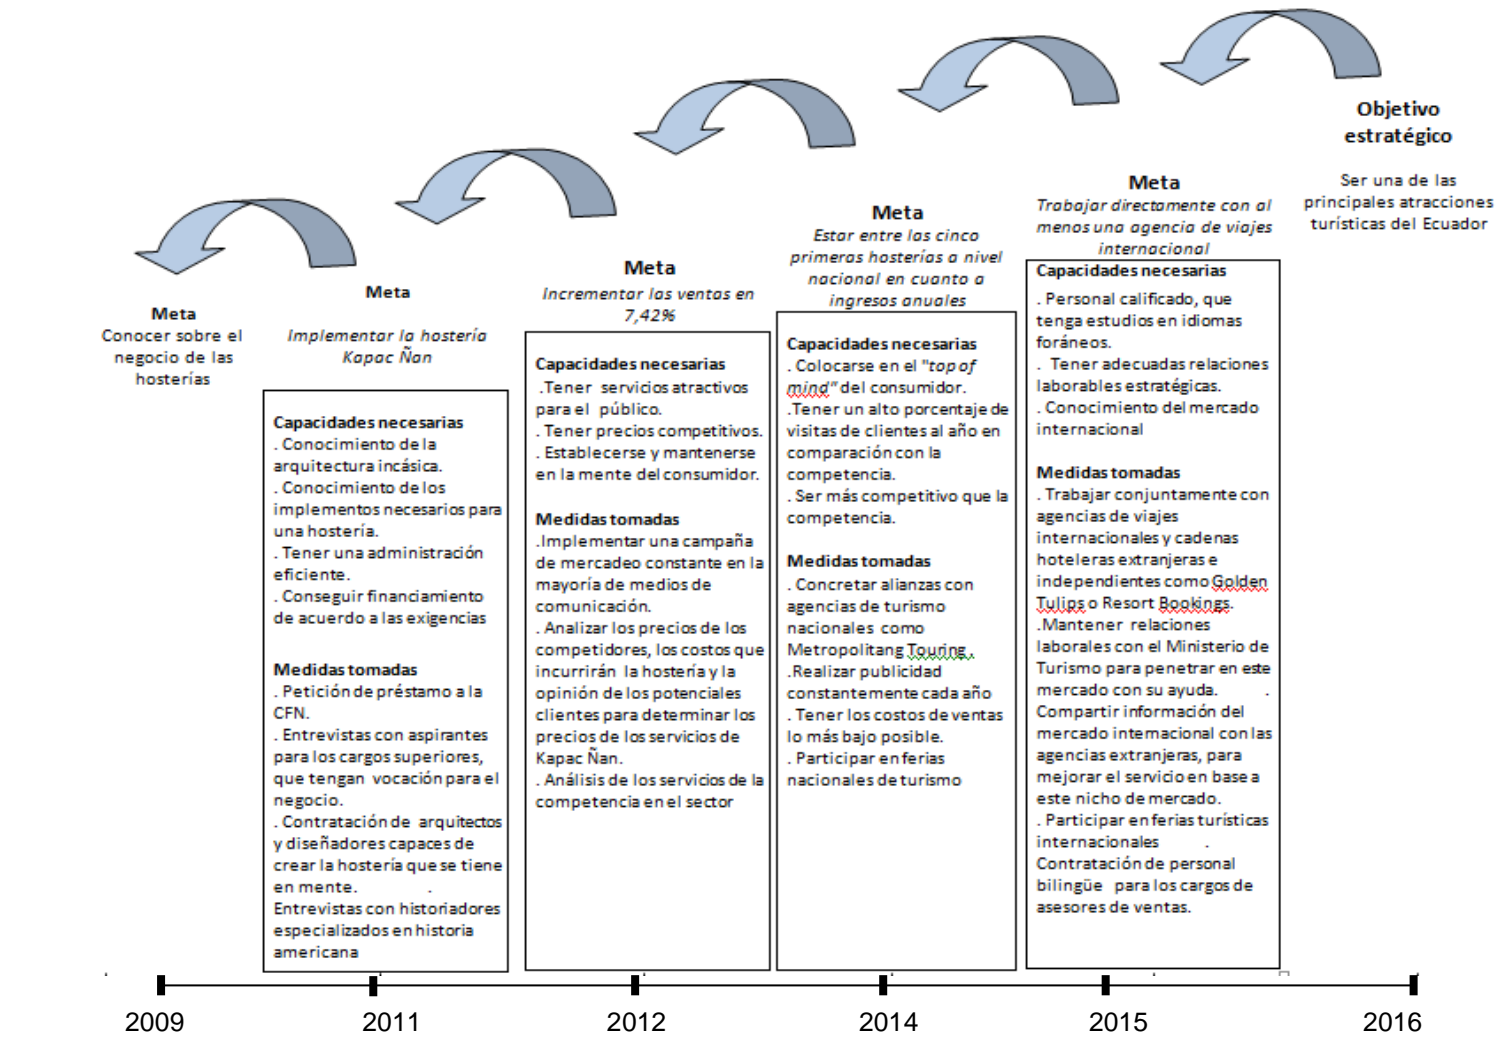 Meta
Conocer sobre el
negocio de las
hosterías
Meta
Implementar la hostería
Kapac Ñan
Capacidades necesarias
. Conocimiento de la
arquitectura incásica.
. Conocimiento de los
implementos necesarios para
una hostería.
. Tener una administración
eficiente.
. Conseguir financiamiento
de acuerdo a las exigencias
Medidas tomadas
. Petición de préstamo a la
CFN.
. Entrevistas con aspirantes
para los cargos superiores,
que tengan vocación para el
negocio.
. Contratación de arquitectos
y diseñadores capaces de
crear la hostería que se tiene
en mente. .
Entrevistas con historiadores
especializados en historia
americana
Meta
Incrementar las ventas en
7,42%
Capacidades necesarias
.Tener servicios atractivos
para el público.
. Tener precios competitivos.
. Establecerse y mantenerse
en la mente del consumidor.
Medidas tomadas
.Implementar una campaña
de mercadeo constante en la
mayoría de medios de
comunicación.
. Analizar los precios de los
competidores, los costos que
incurrirán la hostería y la
opinión de los potenciales
clientes para determinar los
precios de los servicios de
Kapac Ñan.
. Análisis de los servicios de la
competencia en el sector
Meta
Estar entre las cinco
primeras hosterías a nivel
nacional en cuanto a
ingresos anuales
Capacidades necesarias
. Colocarse en el "top of
mind" del consumidor.
.Tener un alto porcentaje de
visitas de clientes al año en
comparación con la
competencia.
. Ser más competitivo que la
competencia.
Medidas tomadas
. Concretar alianzas con
agencias de turismo
nacionales como
Metropolitang Touring .
.Realizar publicidad
constantemente cada año
. Tener los costos de ventas
lo más bajo posible.
. Participar en ferias
nacionales de turismo
Meta
Trabajar directamente con al
menos una agencia de viajes
internacional
Capacidades necesarias
. Personal calificado, que
tenga estudios en idiomas
foráneos.
. Tener adecuadas relaciones
laborables estratégicas.
. Conocimiento del mercado
internacional
Medidas tomadas
. Trabajar conjuntamente con
agencias de viajes
internacionales y cadenas
hoteleras extranjeras e
independientes como Golden
Tulips o Resort Bookings.
.Mantener relaciones
laborales con el Ministerio de
Turismo para penetrar en este
mercado con su ayuda. .
Compartir información del
mercado internacional con las
agencias extranjeras, para
mejorar el servicio en base a
este nicho de mercado.
. Participar en ferias turísticas
internacionales .
Contratación de personal
bilingüe para los cargos de
asesores de ventas.
Objetivo
estratégico
Ser una de las
principales atracciones
turísticas del Ecuador
2009
2011
2012
2014
2015
2016